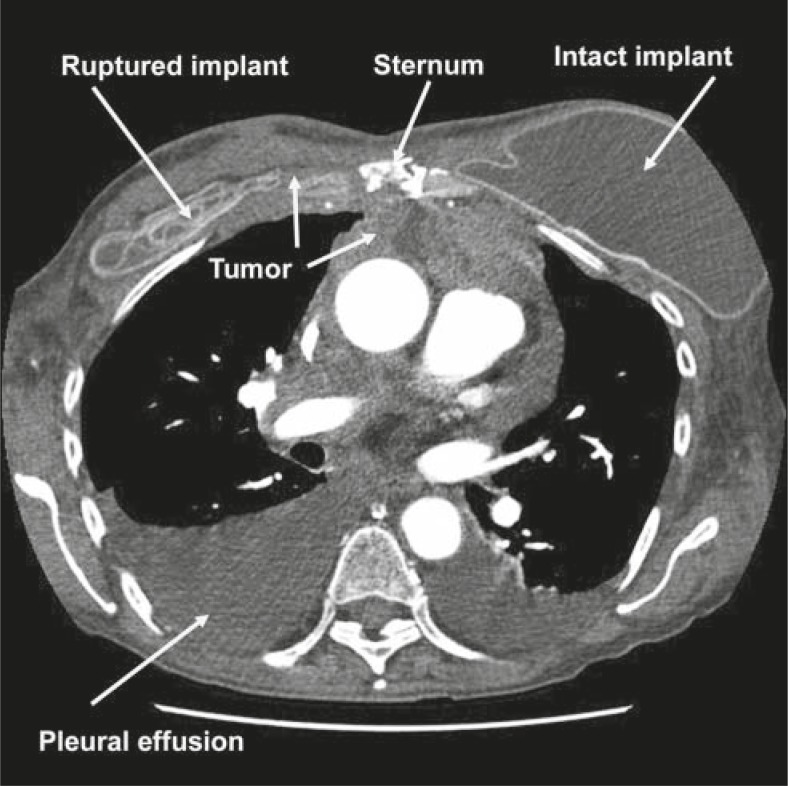 Ruptured implant
Sternum
Intact implant
Tumor
Pleural effusion